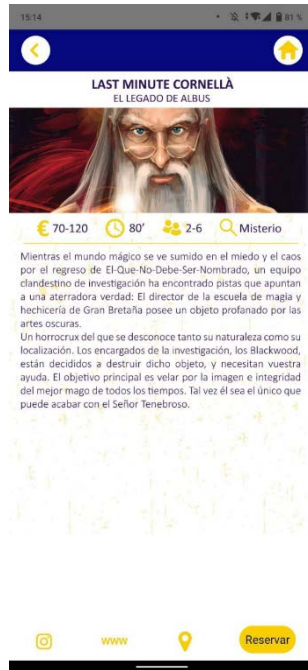 15:14
81 %
LAST MINUTE CORNELLÀ
EL LEGADO DE ALBUS
€ 70-120 80' 2-6 Misterio
Mientras el mundo mágico se ve sumido en el miedo y el caos
por el regreso de El-Que-No-Debe-Ser-Nombrado, un equipo
clandestino de investigación ha encontrado pistas que apuntan
a una aterradora verdad: El director de la escuela de magia y
hechicería de Gran Bretaña posee un objeto profanado por las
artes oscuras.
Un horrocrux del que se desconoce tanto su naturaleza como su
localización. Los encargados de la investigación, los Blackwood,
están decididos a destruir dicho objeto, y necesitan vuestra
ayuda. El objetivo principal es velar por la imagen e integridad
del mejor mago de todos los tiempos. Tal vez él sea el único que
puede acabar con el Señor Tenebroso.
www Reservar